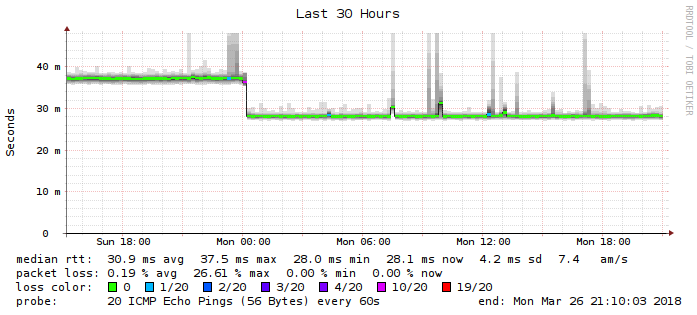 Last 30 Hours
RRDTOOL / TOBI OETIKER
Seconds
40 m
30 m
20 m
10 m
0
Sun 18:00 Mon 00:00 Mon 06:00 Mon 12:00 Mon 18:00
median rtt: 30.9 ms avg 37.5 ms max 28.0 ms min 28.1 ms now 4.2 ms sd 7.4 am/s
packet loss: 0.19 % avg 26.61 % max 0.00 % min 0.00 % now
loss color: 0 1/20 2/20 3/20 4/20 10/20 19/20
probe: 20 ICMP Echo Pings (56 Bytes) every 60s end: Mon Mar 26 21:10:03 2018